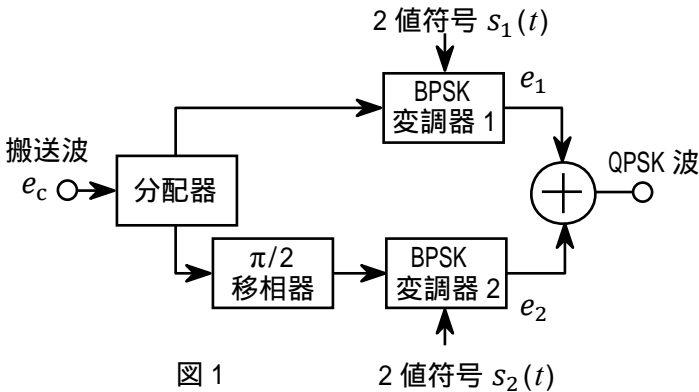 2 値符号 s₁(t)
BPSK
変調器 1
e₁
搬送波
e_c
分配器
QPSK 波
π/2
移相器
BPSK
変調器 2
e₂
図 1
2 値符号 s₂(t)